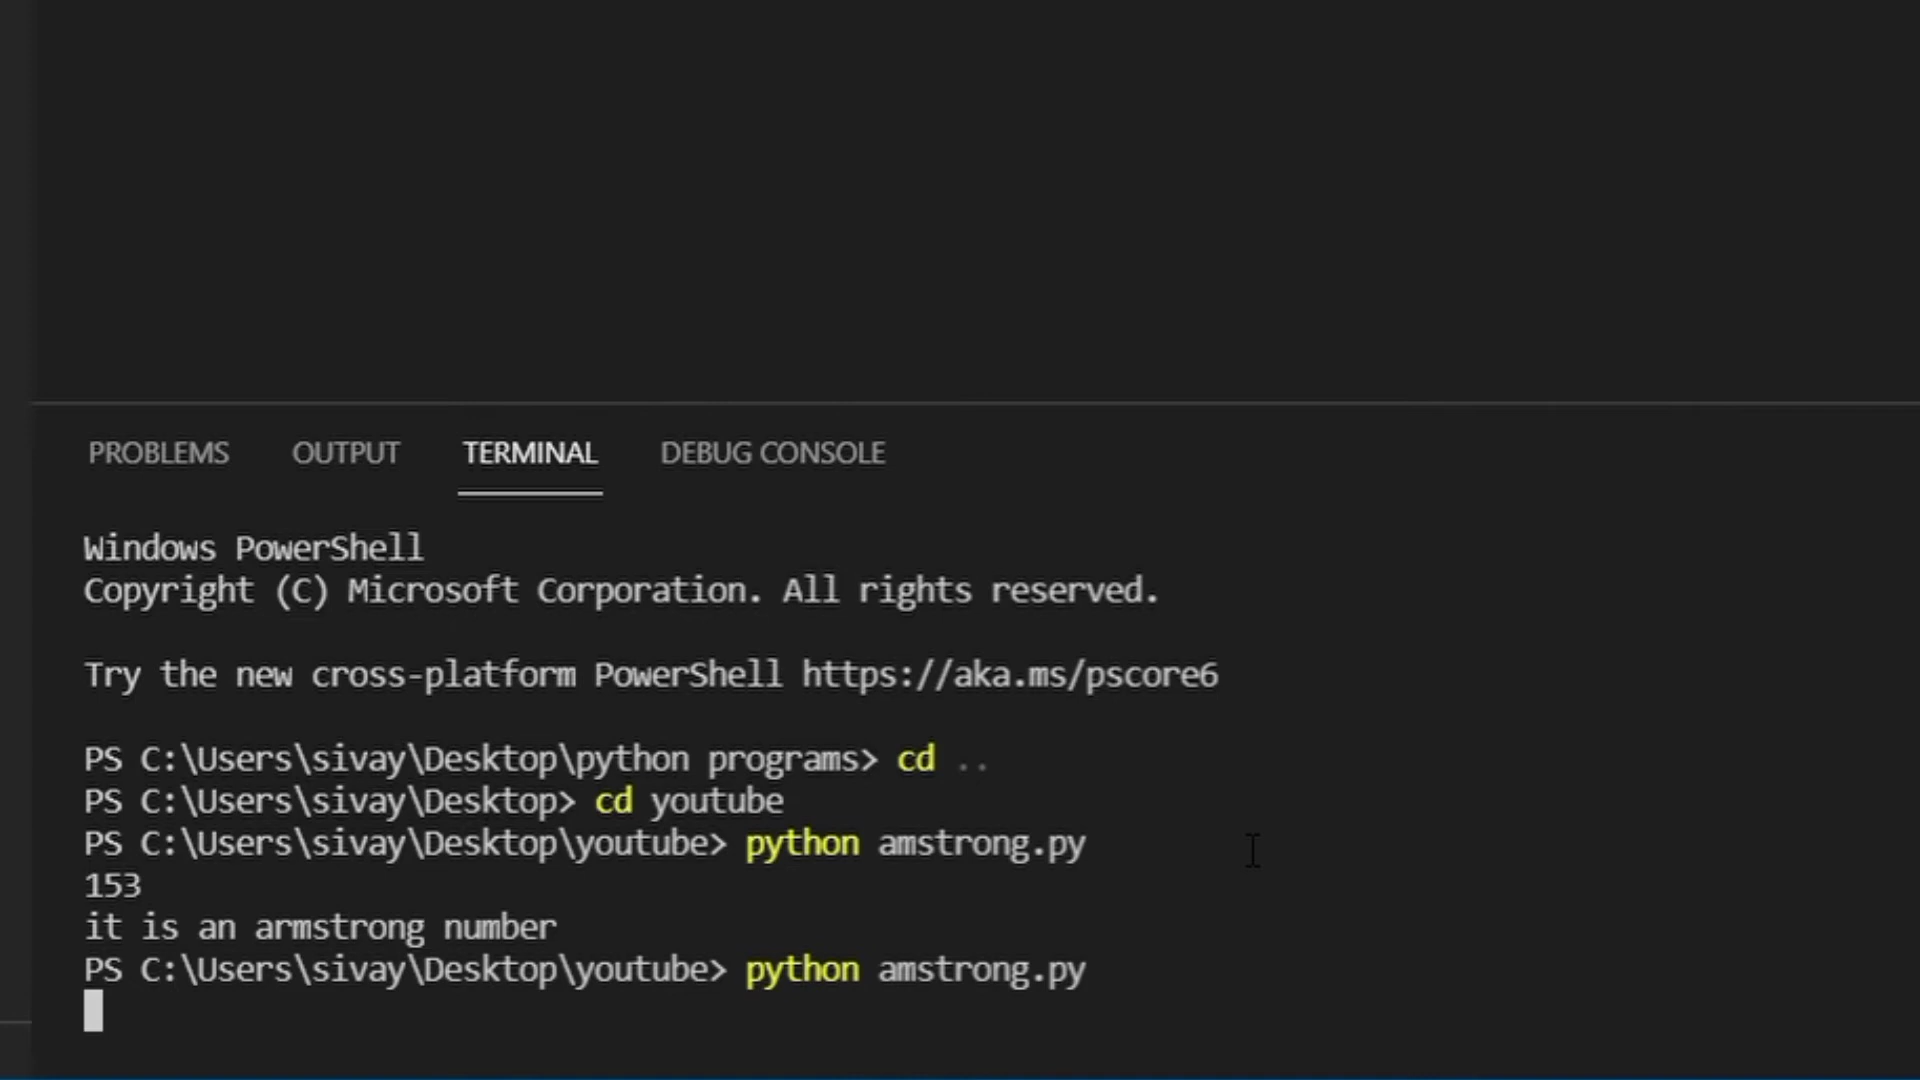 PROBLEMS OUTPUT TERMINAL DEBUG CONSOLE
Windows PowerShell
Copyright (C) Microsoft Corporation. All rights reserved.
Try the new cross-platform PowerShell https://aka.ms/pscore6
PS C:\Users\sivay\Desktop\python programs> cd ..
PS C:\Users\sivay\Desktop> cd youtube
PS C:\Users\sivay\Desktop\youtube> python amstrong.py
153
it is an armstrong number
PS C:\Users\sivay\Desktop\youtube> python amstrong.py